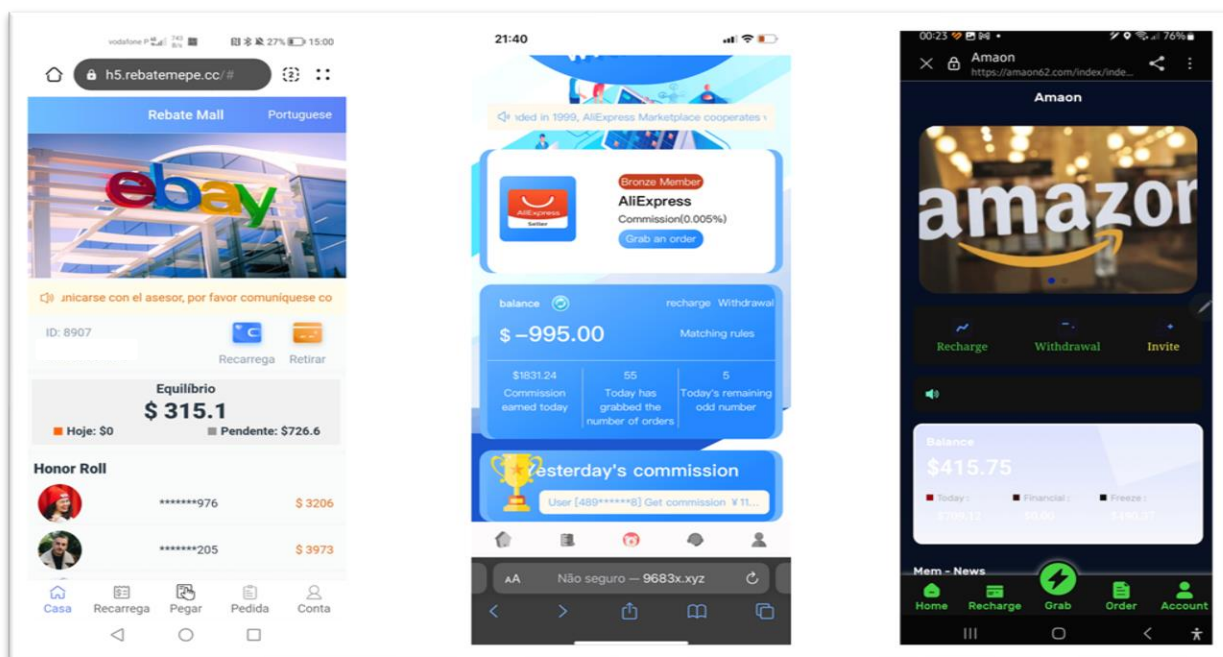 vodafone P 4G 743 B/s 27% 15:00
h5.rebatemepe.cc/# 2
Rebate Mall Portuguese
ebay
unicarse con el asesor, por favor comuníquese co
ID: 8907
Recarrega Retirar
Equilíbrio
$ 315.1
Hoje: $0 Pendente: $726.6
Honor Roll
*******976 $ 3206
*******205 $ 3973
Casa Recarrega Pegar Pedida Conta
21:40
nded in 1999, AliExpress Marketplace cooperates
Bronze Member
AliExpress
Commission(0.005%)
Grab an order
AliExpress
Seller
balance recharge Withdrawal
$ –995.00 Matching rules
$1831.24 55 5
Commission Today has Today's remaining
earned today grabbed the odd number
number of orders
Yesterday's commission
User [489******8] Get commission ¥ 11...
AA Não seguro — 9683x.xyz
00:23 76%
Amaon
https://amaon62.com/index/inde...
Amaon
amazon
Recharge Withdrawal Invite
Balance
$415.75
Today : Financial : Freeze :
$0.00
Mem - News
Home Recharge Grab Order Account